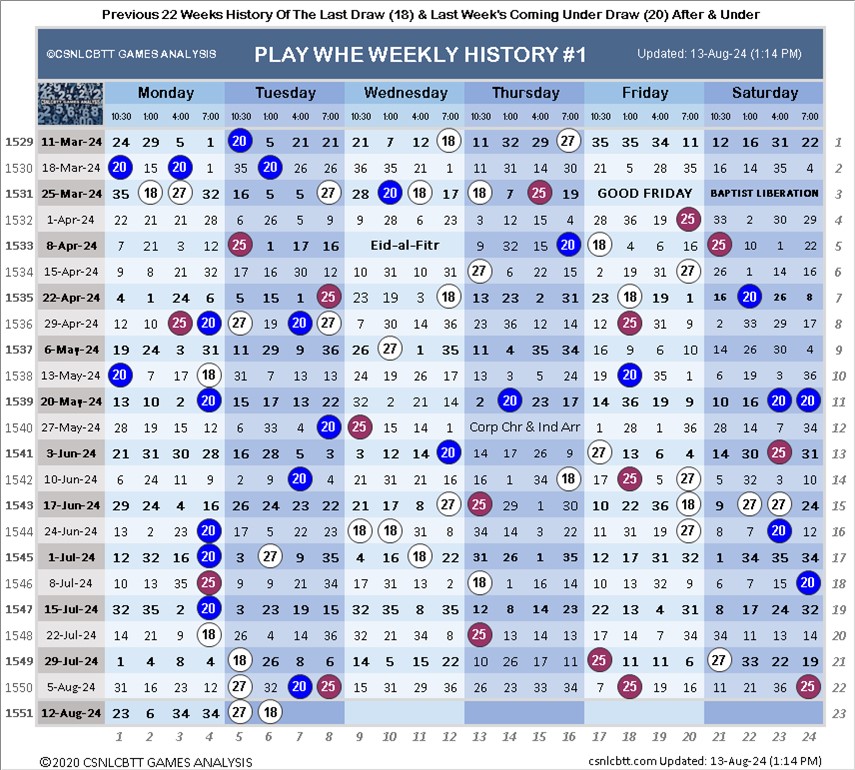 Previous 22 Weeks History Of The Last Draw (18) & Last Week's Coming Under Draw (20) After & Under
©CSNLCBTT GAMES ANALYSIS PLAY WHE WEEKLY HISTORY #1 Updated: 13-Aug-24 (1:14 PM)
CSNLCBTT GAMES ANALYSIS Monday Tuesday Wednesday Thursday Friday Saturday
10:30 1:00 4:00 7:00 10:30 1:00 4:00 7:00 10:30 1:00 4:00 7:00 10:30 1:00 4:00 7:00 10:30 1:00 4:00 7:00 10:30 1:00 4:00 7:00
1529 11-Mar-24 24 29 5 1 20 5 21 21 21 7 12 18 11 32 29 27 35 35 34 11 12 16 31 22 1
1530 18-Mar-24 20 15 20 1 35 20 26 26 36 35 21 1 11 31 14 30 21 5 28 35 16 14 35 4 2
1531 25-Mar-24 35 18 27 32 16 5 5 27 28 20 18 17 18 7 25 19 GOOD FRIDAY BAPTIST LIBERATION 3
1532 1-Apr-24 22 21 21 28 6 26 5 9 9 28 6 23 3 12 15 4 28 36 19 20 33 2 30 29 4
1533 8-Apr-24 7 21 3 12 25 1 17 16 Eid-al-Fitr 9 32 15 20 18 4 6 16 21 10 1 22 5
1534 15-Apr-24 9 8 21 32 17 16 30 12 10 31 10 31 27 6 22 15 2 19 31 27 26 1 14 16 6
1535 22-Apr-24 4 1 24 6 5 15 1 25 23 19 3 18 13 23 2 31 23 18 19 1 16 20 26 8 7
1536 29-Apr-24 12 10 25 20 27 19 20 27 7 30 14 36 23 36 12 14 12 25 31 9 2 33 29 17 8
1537 6-May-24 19 24 3 31 11 29 9 36 26 27 1 35 11 4 35 34 16 5 6 10 14 26 30 4 9
1538 13-May-24 20 7 17 18 31 7 13 13 24 19 26 17 13 3 5 24 19 20 35 1 6 19 3 36 10
1539 20-May-24 13 10 2 20 15 17 13 22 32 2 21 14 2 20 23 17 14 36 19 9 10 16 20 20 11
1540 27-May-24 28 19 15 12 6 33 4 20 25 15 14 1 Corp Chr & Ind Arr 1 28 1 36 28 14 7 34 12
1541 3-Jun-24 21 31 30 28 16 28 5 3 3 12 14 20 14 17 26 9 27 13 6 4 14 30 25 31 13
1542 10-Jun-24 6 24 11 9 2 9 20 4 21 31 21 16 16 31 34 18 18 25 5 27 5 32 3 10 14
1543 17-Jun-24 29 24 4 16 26 24 23 22 21 17 8 27 25 29 1 30 10 22 36 18 9 27 27 24 15
1544 24-Jun-24 13 2 23 20 17 5 22 23 18 18 31 8 34 14 3 22 11 31 19 27 8 7 20 12 16
1545 1-Jul-24 12 32 16 20 3 27 9 35 4 16 18 22 31 26 1 35 12 17 31 32 1 34 35 34 17
1546 8-Jul-24 10 13 35 25 9 9 21 34 17 31 13 2 18 1 16 14 10 13 32 9 6 7 15 20 18
1547 15-Jul-24 32 35 2 20 3 23 19 15 32 35 8 35 12 8 14 23 22 13 4 31 8 17 24 32 19
1548 22-Jul-24 14 21 9 18 26 4 14 36 32 21 34 8 25 13 14 13 17 14 7 34 34 11 13 14 20
1549 29-Jul-24 1 4 8 4 18 26 8 6 14 5 15 22 10 26 17 11 25 11 11 6 27 33 22 19 21
1550 5-Aug-24 31 16 23 12 27 32 20 25 15 31 29 36 26 23 33 34 7 25 19 16 11 21 36 25 22
1551 12-Aug-24 23 6 34 34 27 18 23
1 2 3 4 5 6 7 8 9 10 11 12 13 14 15 16 17 18 19 20 21 22 23 24
©2020 CSNLCBTT GAMES ANALYSIS csnlcbtt.com Updated: 13-Aug-24 (1:14 PM)